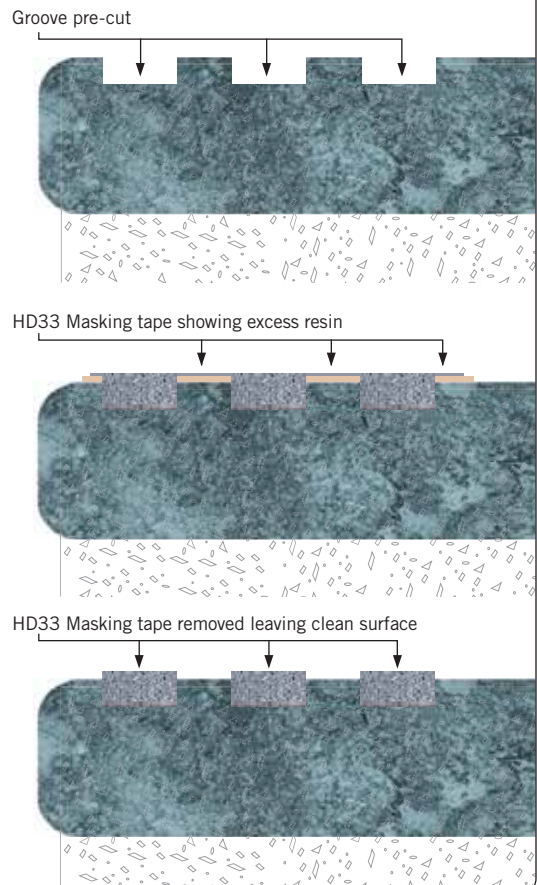 Groove pre-cut
HD33 Masking tape showing excess resin
HD33 Masking tape removed leaving clean surface